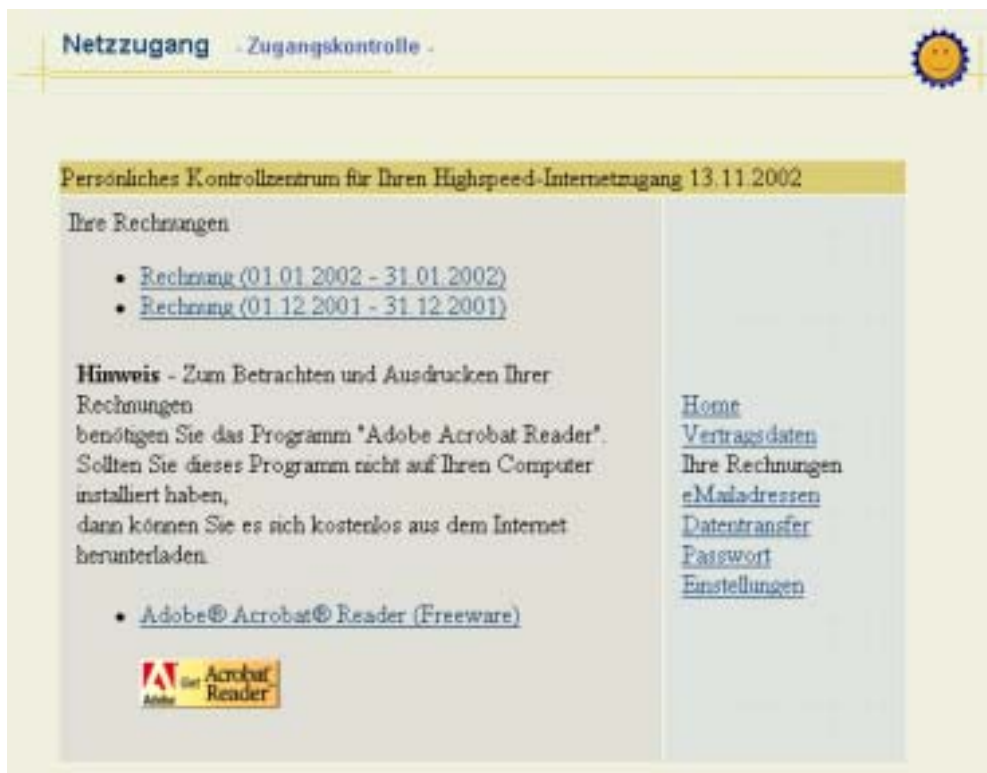 Netzzugang - Zugangskontrolle -
Persönliches Kontrollzentrum für Ihren Highspeed-Internetzugang 13.11.2002
Ihre Rechnungen
• Rechnung (01.01.2002 - 31.01.2002)
• Rechnung (01.12.2001 - 31.12.2001)
Hinweis - Zum Betrachten und Ausdrucken Ihrer
Rechnungen
benötigen Sie das Programm "Adobe Acrobat Reader".
Sollten Sie dieses Programm nicht auf Ihren Computer
installiert haben,
dann können Sie es sich kostenlos aus dem Internet
herunterladen.
• Adobe® Acrobat® Reader (Freeware)
Adobe Get Acrobat
Reader
Home
Vertragsdaten
Ihre Rechnungen
eMailadressen
Datentransfer
Passwort
Einstellungen